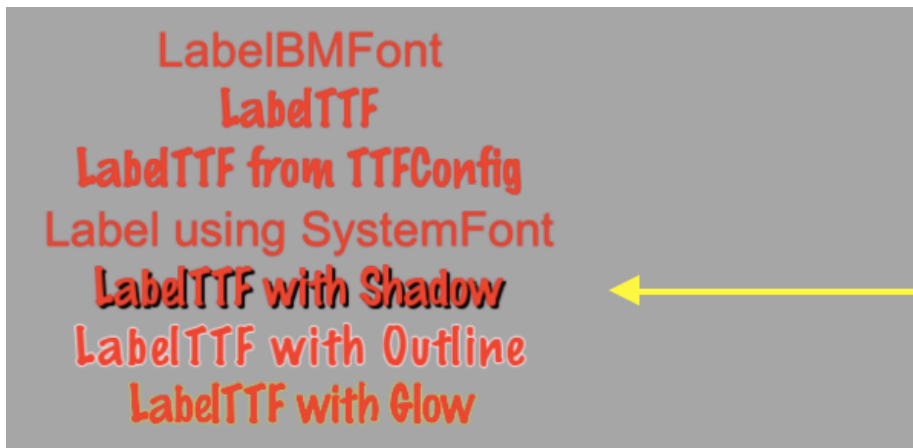 LabelBMFont
LabelTTF
LabelTTF from TTFConfig
Label using SystemFont
LabelTTF with Shadow
LabelTTF with Outline
LabelTTF with Glow